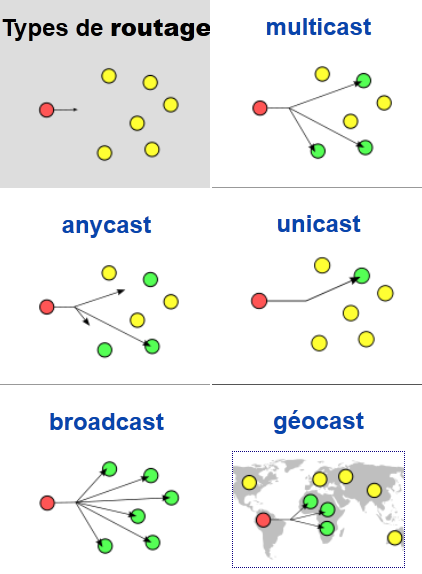 Types de routage
multicast
anycast
unicast
broadcast
géocast